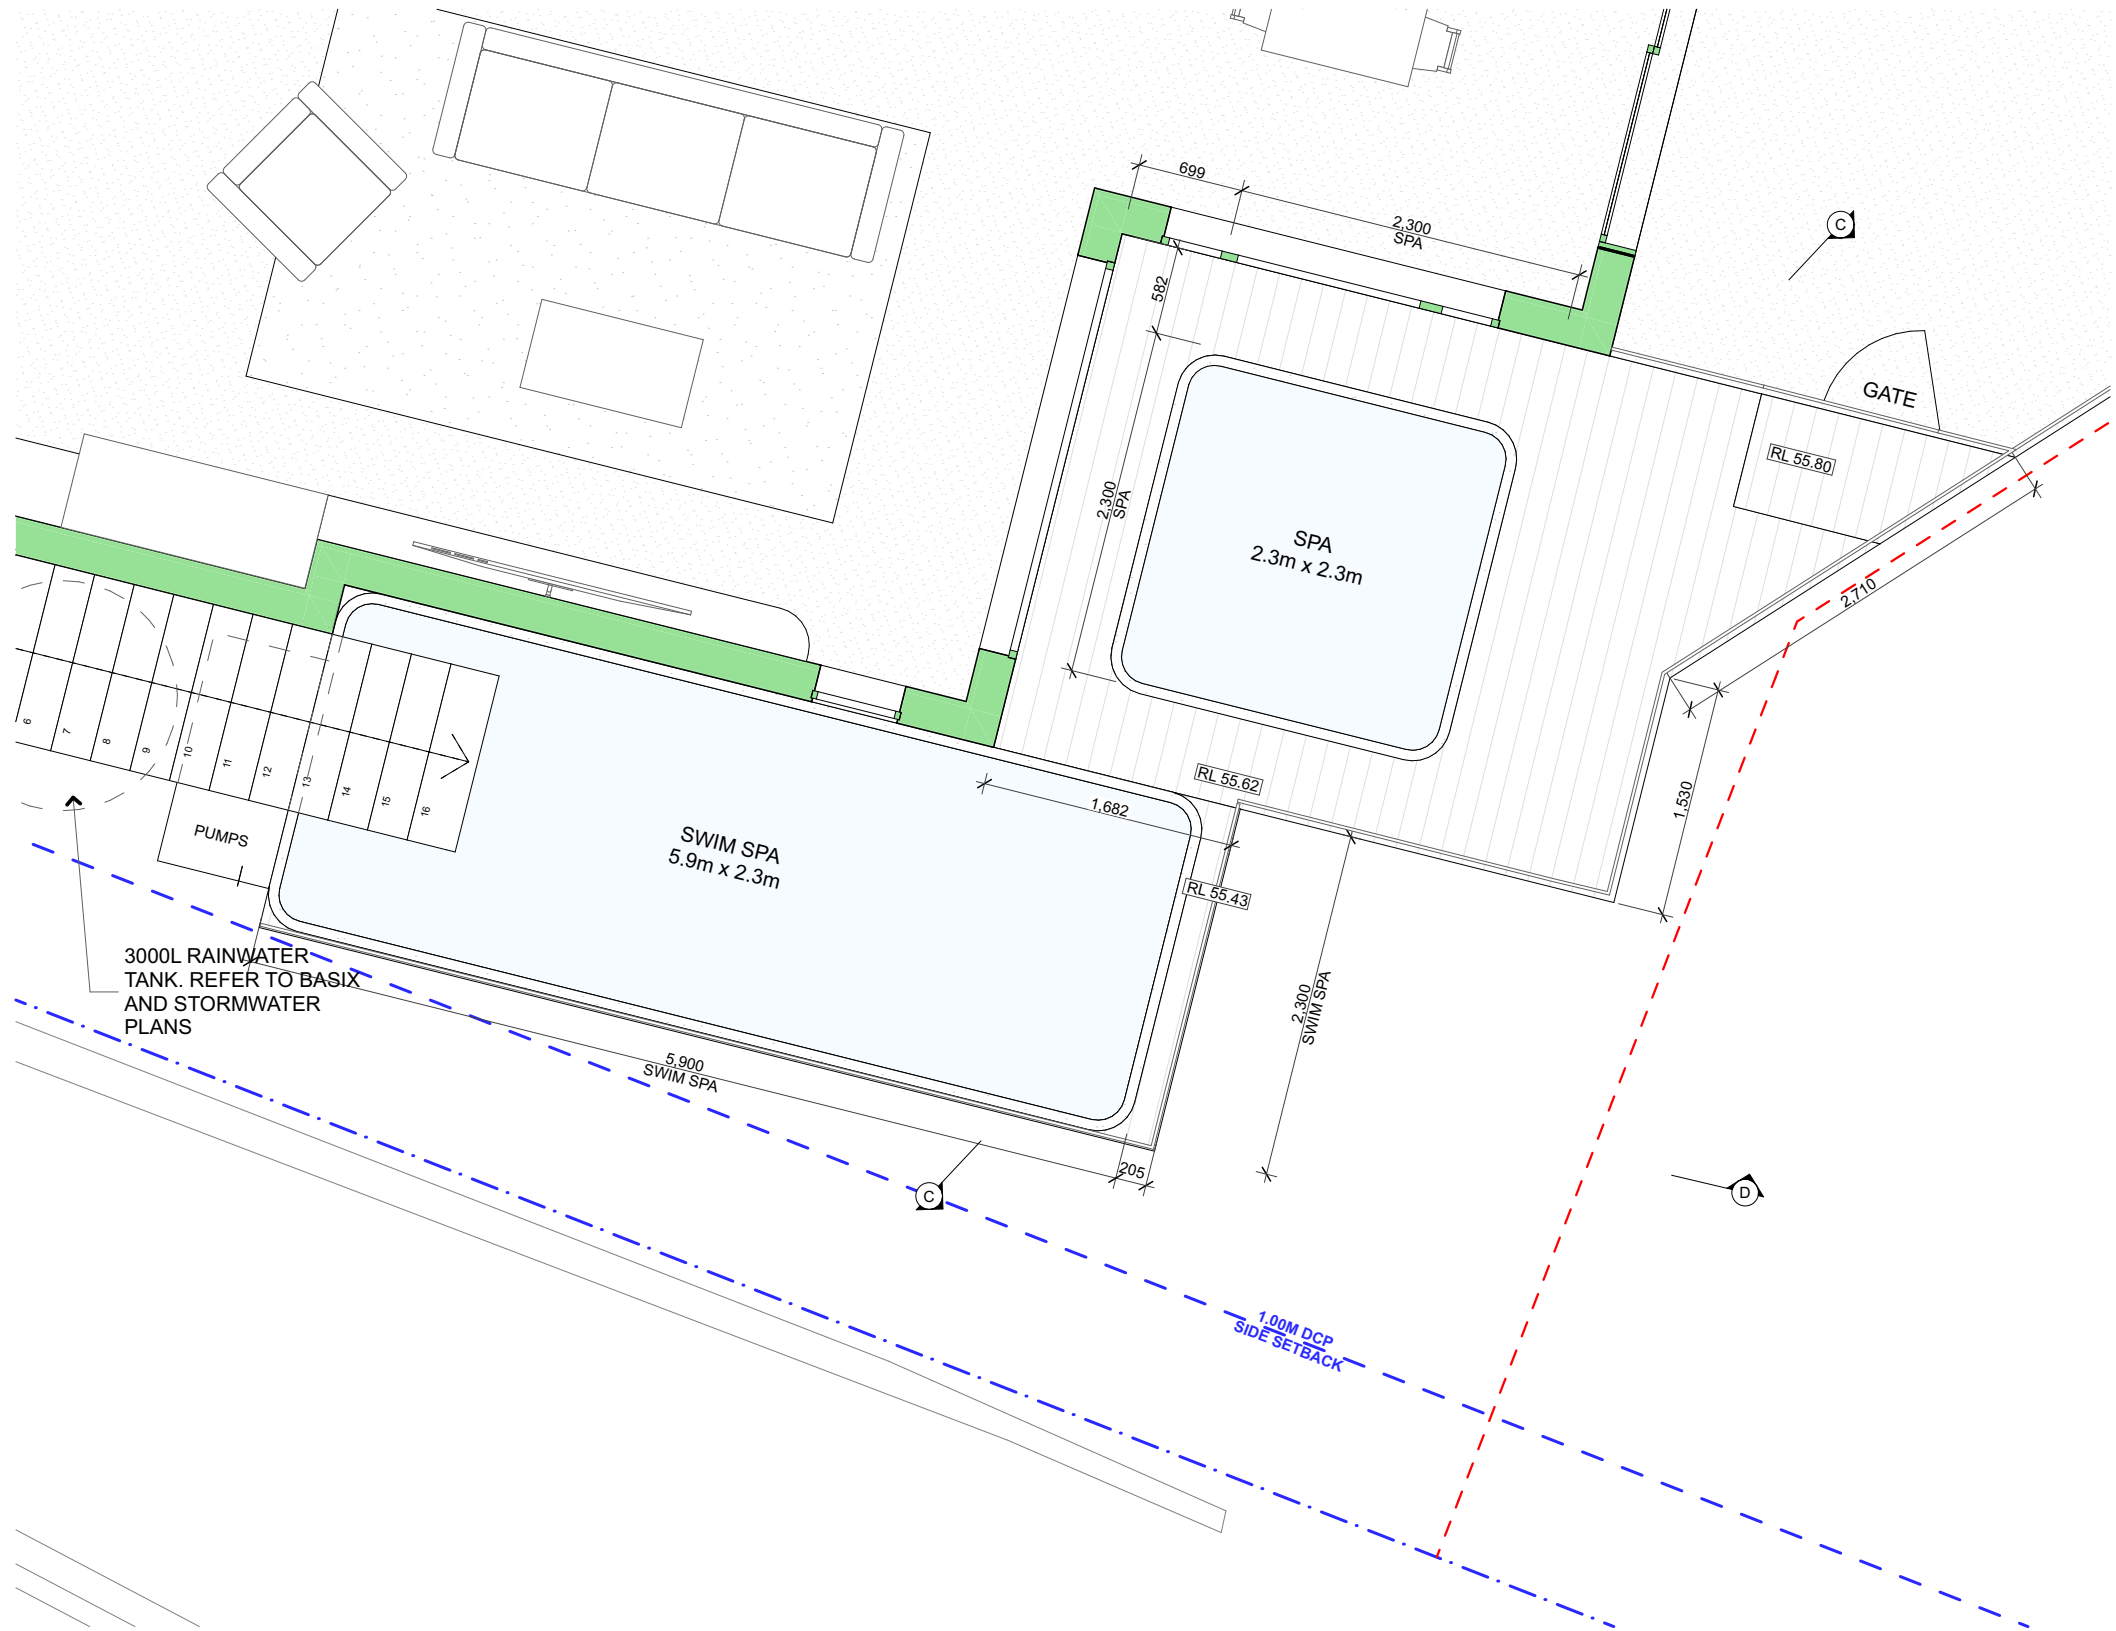 699
2,300
SPA
C
582
GATE
RL 55.80
2,300
SPA
SPA
2.3m x 2.3m
2,710
6
7
8
9
10
11
12
13
14
15
16
RL 55.62
1,682
1,530
PUMPS
SWIM SPA
5.9m x 2.3m
RL 55.43
3000L RAINWATER
TANK. REFER TO BASIX
AND STORMWATER
PLANS
2,300
SWIM SPA
5,900
SWIM SPA
205
C
D
1.00M DCP
SIDE SETBACK